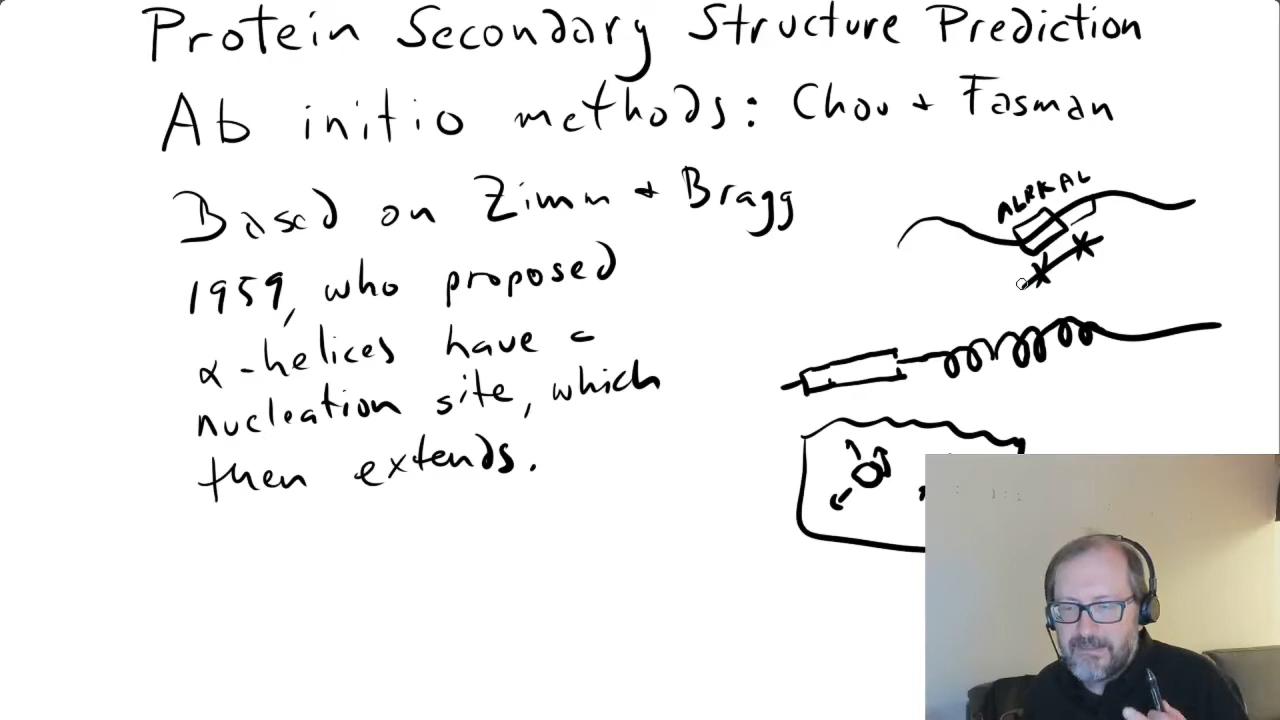 Protein Secondary Structure Prediction
Ab initio methods: Chou + Fasman
Based on Zimm + Bragg
1959, who proposed
α-helices have a
nucleation site, which
then extends.